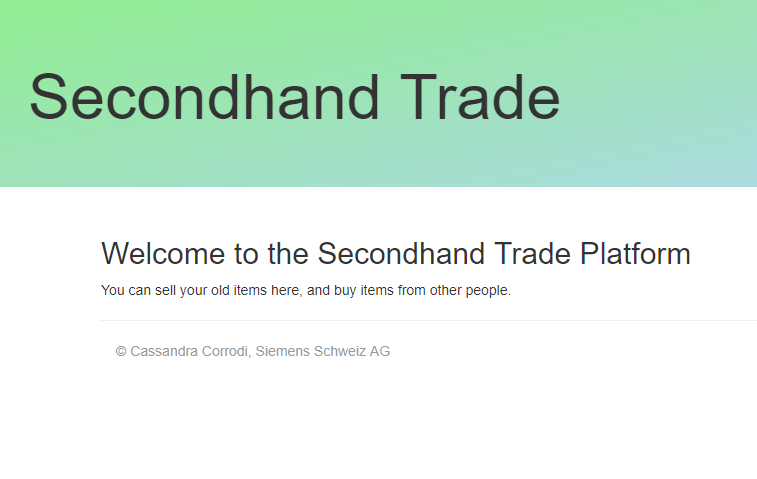 Secondhand Trade
Welcome to the Secondhand Trade Platform
You can sell your old items here, and buy items from other people.
© Cassandra Corrodi, Siemens Schweiz AG